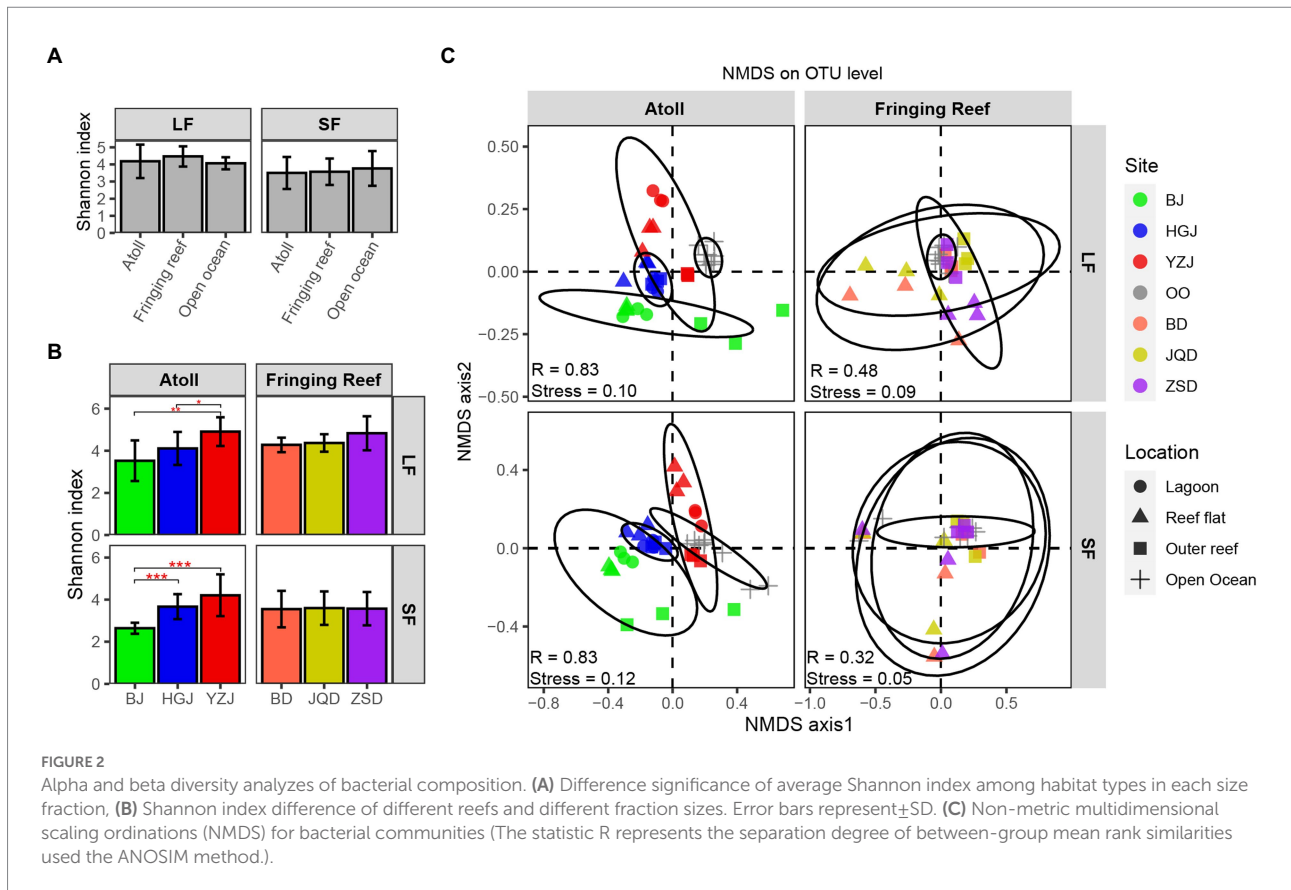 A
LF
SF
Shannon index
5
4
3
2
1
0
Atoll
Fringing reef
Open ocean
Atoll
Fringing reef
Open ocean
B
Atoll
Fringing Reef
Shannon index
6
4
2
0
**
*
LF
6
4
2
0
***
***
SF
BJ
HGJ
YZJ
BD
JQD
ZSD
C
NMDS on OTU level
Atoll
Fringing Reef
NMDS axis2
0.50
0.25
0.00
−0.25
−0.50
R = 0.83
Stress = 0.10
R = 0.48
Stress = 0.09
LF
0.4
0.0
−0.4
R = 0.83
Stress = 0.12
R = 0.32
Stress = 0.05
SF
−0.8
−0.4
0.0
0.4
−1.0
−0.5
0.0
0.5
NMDS axis1
Site
BJ
HGJ
YZJ
OO
BD
JQD
ZSD
Location
Lagoon
Reef flat
Outer reef
Open Ocean
FIGURE 2
Alpha and beta diversity analyzes of bacterial composition. (A) Difference significance of average Shannon index among habitat types in each size
fraction, (B) Shannon index difference of different reefs and different fraction sizes. Error bars represent±SD. (C) Non-metric multidimensional
scaling ordinations (NMDS) for bacterial communities (The statistic R represents the separation degree of between-group mean rank similarities
used the ANOSIM method.).